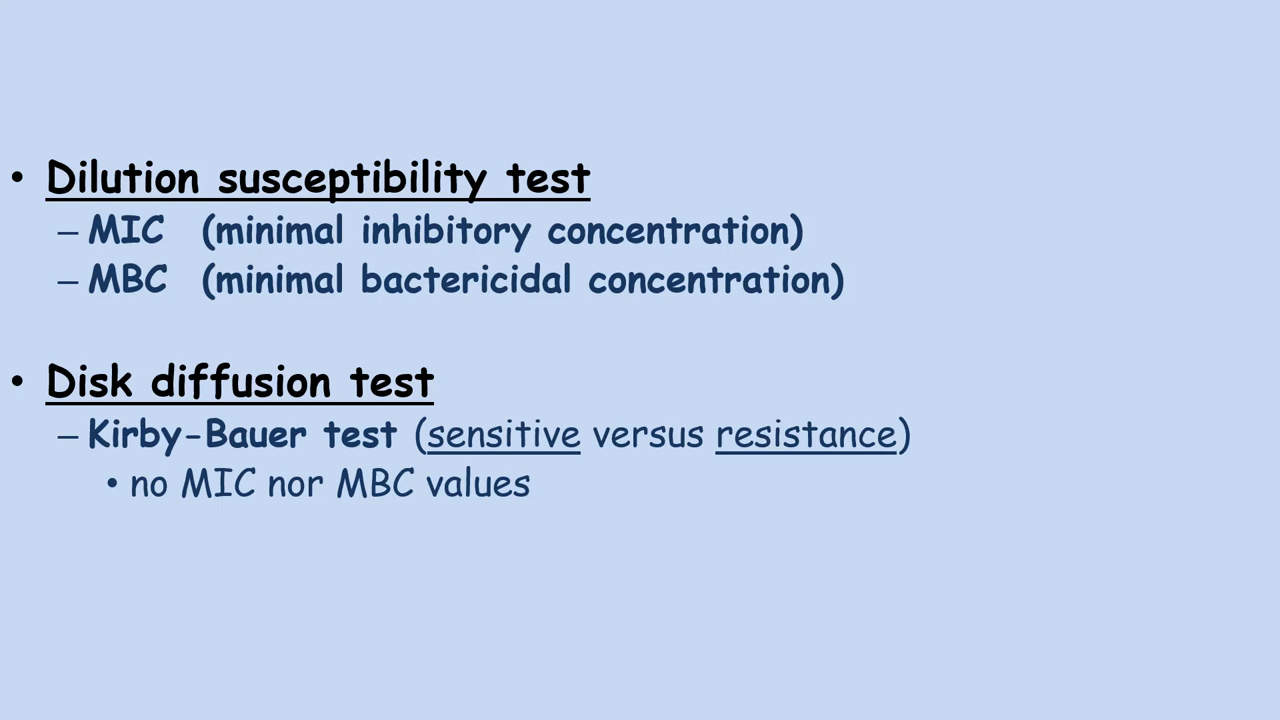 • Dilution susceptibility test
– MIC (minimal inhibitory concentration)
– MBC (minimal bactericidal concentration)
• Disk diffusion test
– Kirby-Bauer test (sensitive versus resistance)
• no MIC nor MBC values